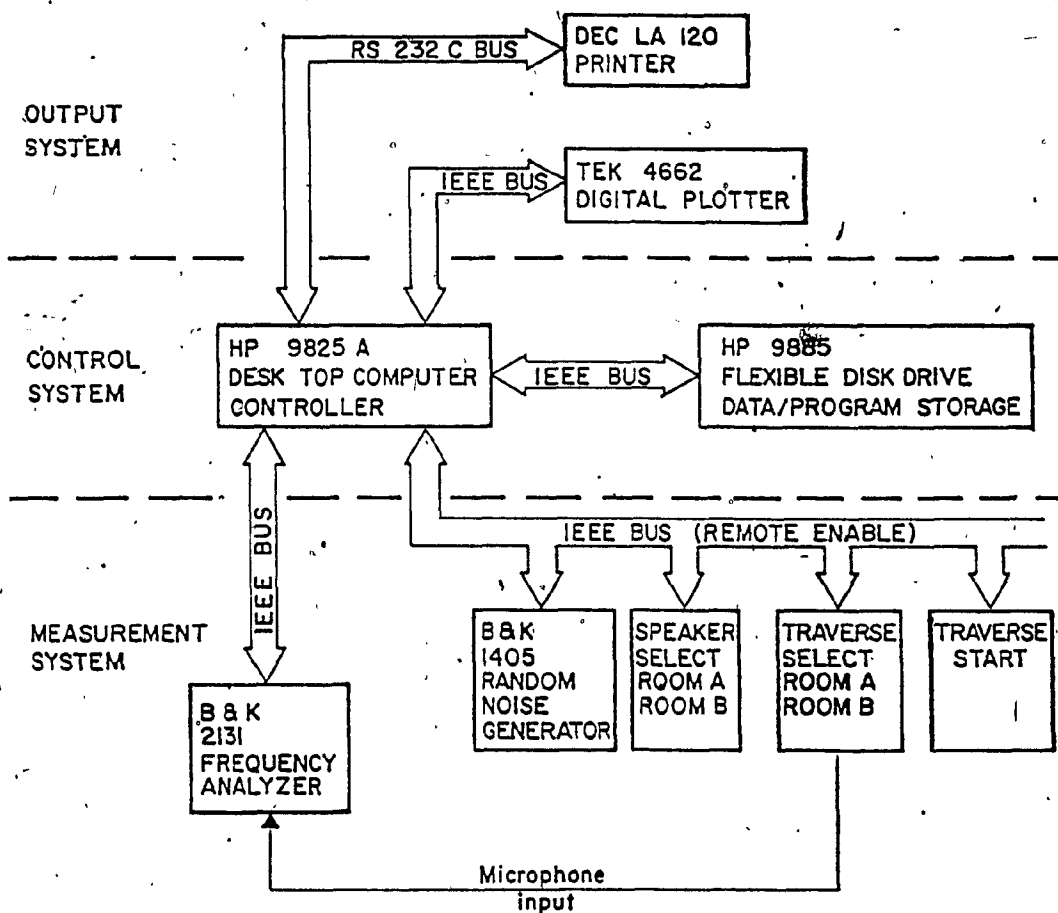 DEC LA 120
PRINTER
RS 232 C BUS
OUTPUT
SYSTEM
TEK 4662
DIGITAL PLOTTER
IEEE BUS
CONTROL
SYSTEM
HP 9825 A
DESK TOP COMPUTER
CONTROLLER
IEEE BUS
HP 9885
FLEXIBLE DISK DRIVE
DATA/PROGRAM STORAGE
IEEE BUS (REMOTE ENABLE)
IEEE BUS
MEASUREMENT
SYSTEM
B & K
1405
RANDOM
NOISE
GENERATOR
SPEAKER
SELECT
ROOM A
ROOM B
TRAVERSE
SELECT
ROOM A
ROOM B
TRAVERSE
START
B & K
2131
FREQUENCY
ANALYZER
Microphone
input